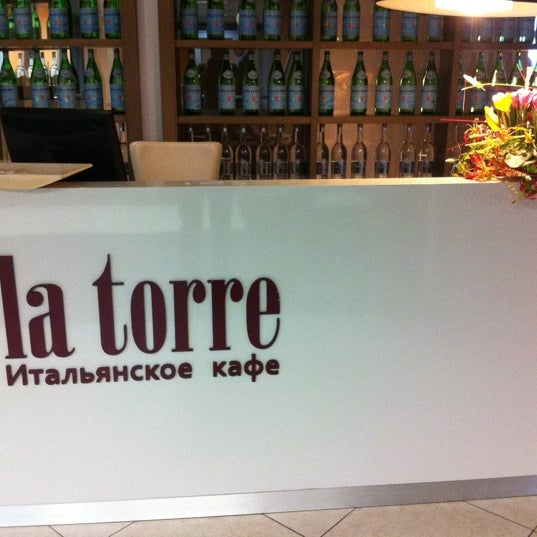 la torre
Итальянское кафе